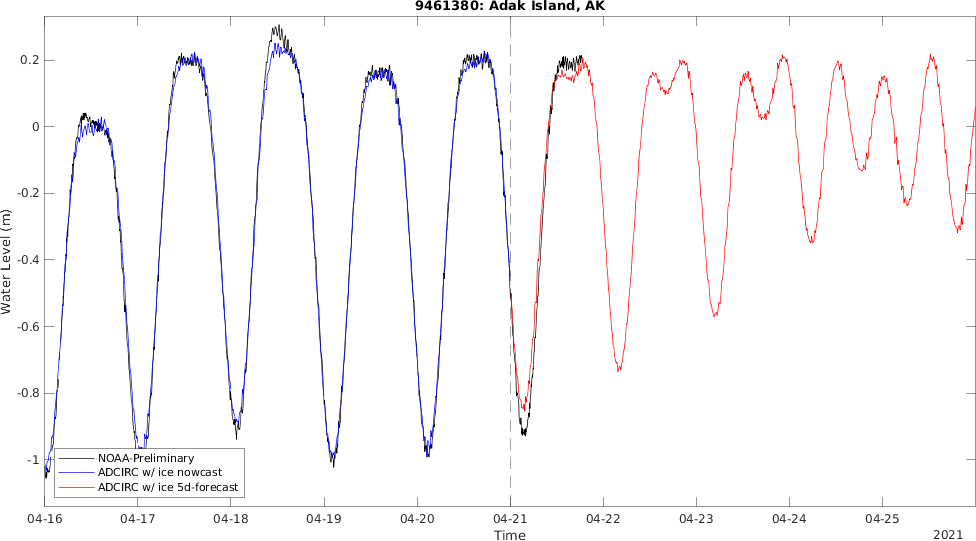 9461380: Adak Island, AK
Water Level (m)
0.2
0
-0.2
-0.4
-0.6
-0.8
-1
NOAA-Preliminary
ADCIRC w/ ice nowcast
ADCIRC w/ ice 5d-forecast
04-16 04-17 04-18 04-19 04-20 04-21 04-22 04-23 04-24 04-25
Time
2021